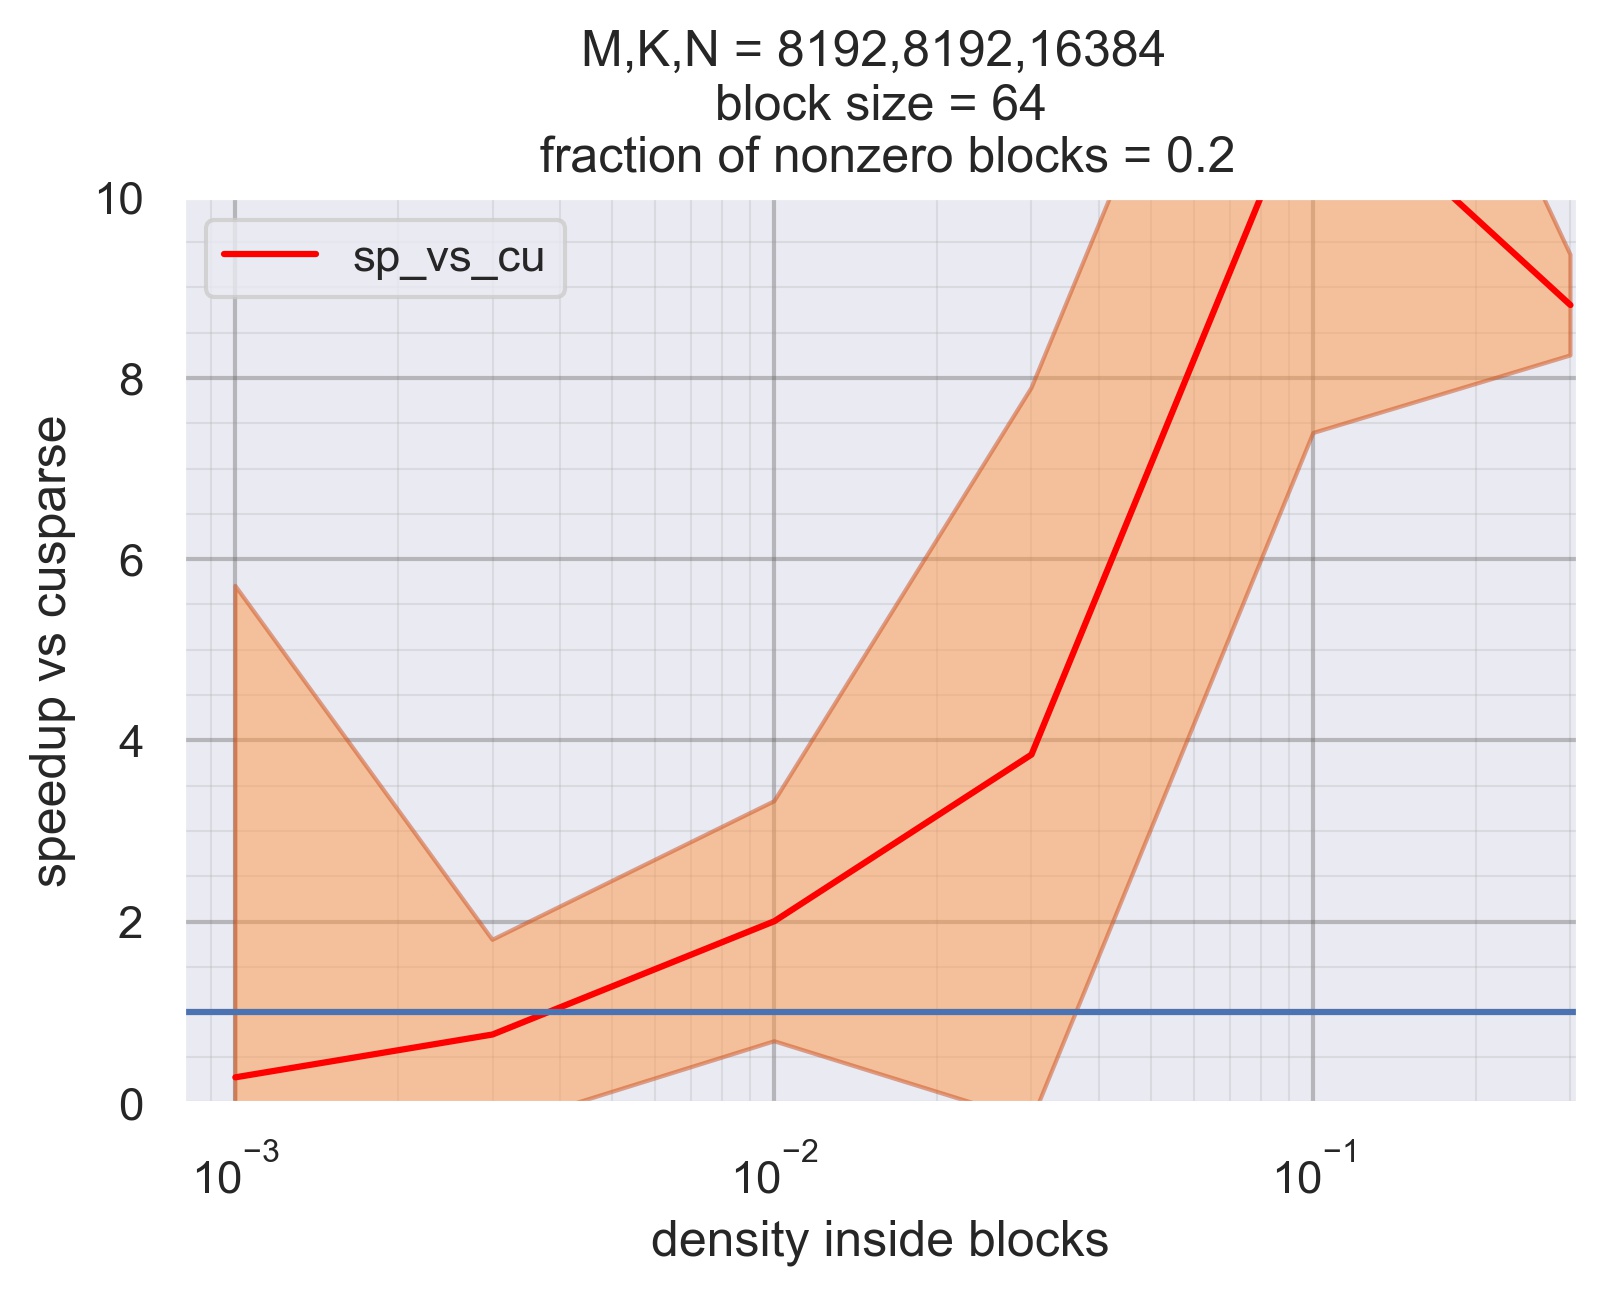 M,K,N = 8192,8192,16384
block size = 64
fraction of nonzero blocks = 0.2
sp_vs_cu
speedup vs cusparse
10
8
6
4
2
0
10⁻³ 10⁻² 10⁻¹
density inside blocks